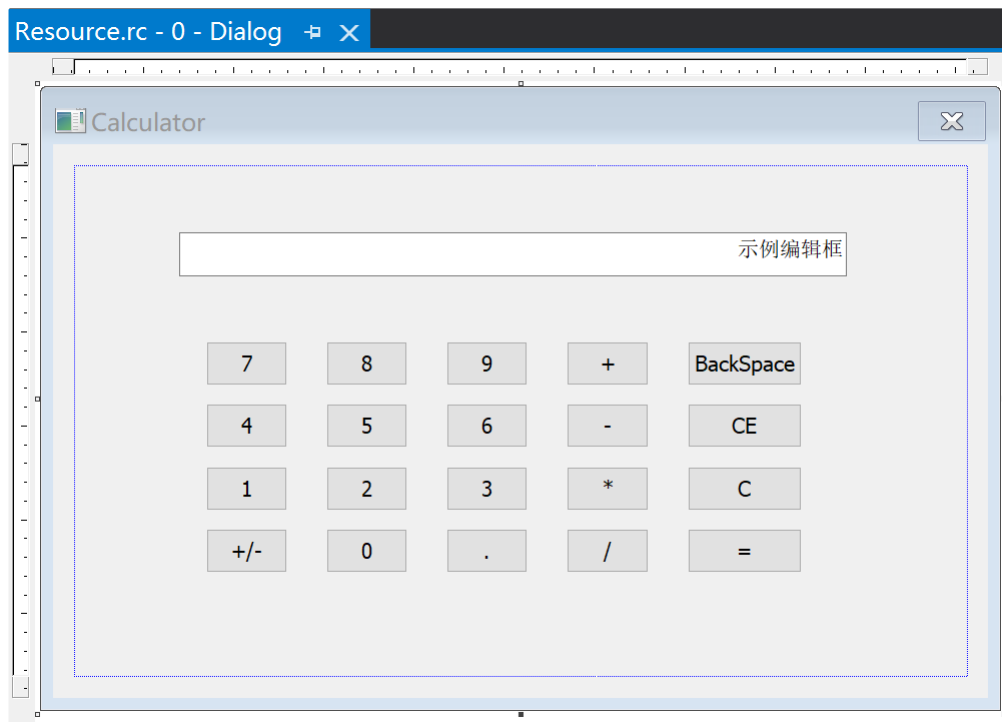 Resource.rc - 0 - Dialog
Calculator
示例编辑框
7 8 9 + BackSpace
4 5 6 - CE
1 2 3 * C
+/- 0 . / =